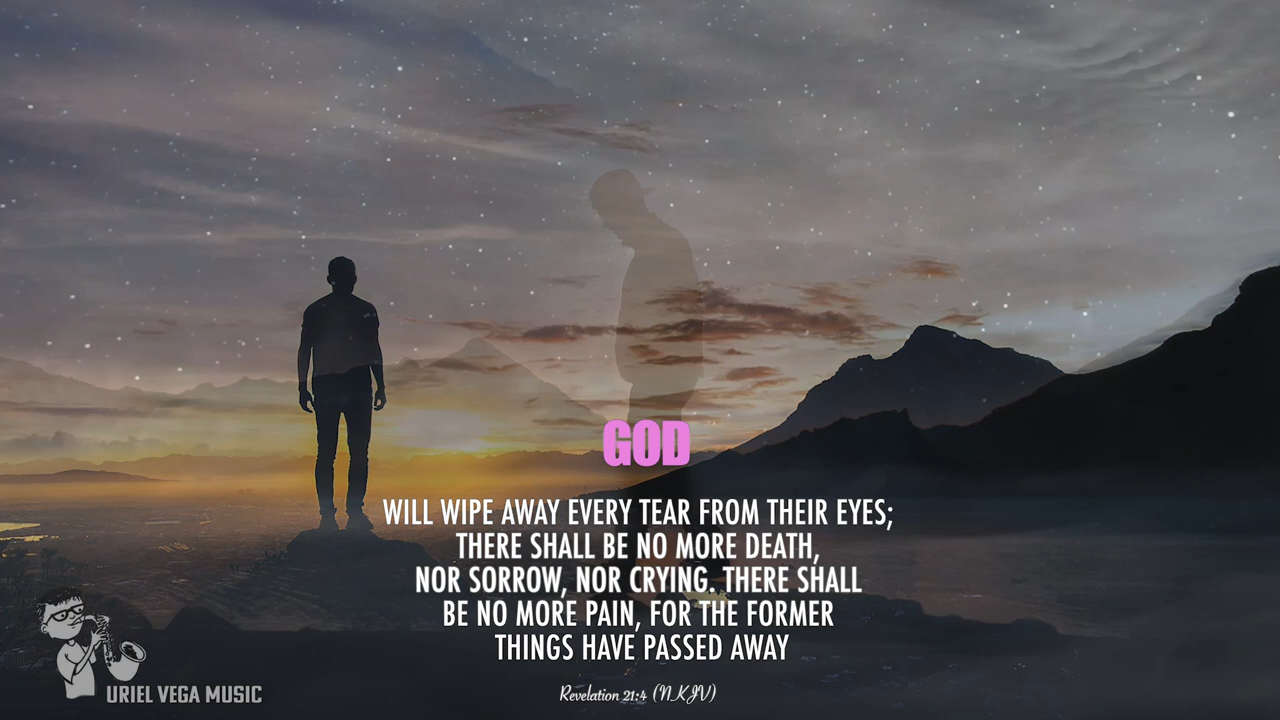 GOD
WILL WIPE AWAY EVERY TEAR FROM THEIR EYES;
THERE SHALL BE NO MORE DEATH,
NOR SORROW, NOR CRYING. THERE SHALL
BE NO MORE PAIN, FOR THE FORMER
THINGS HAVE PASSED AWAY
Revelation 21:4 (NKJV)
URIEL VEGA MUSIC